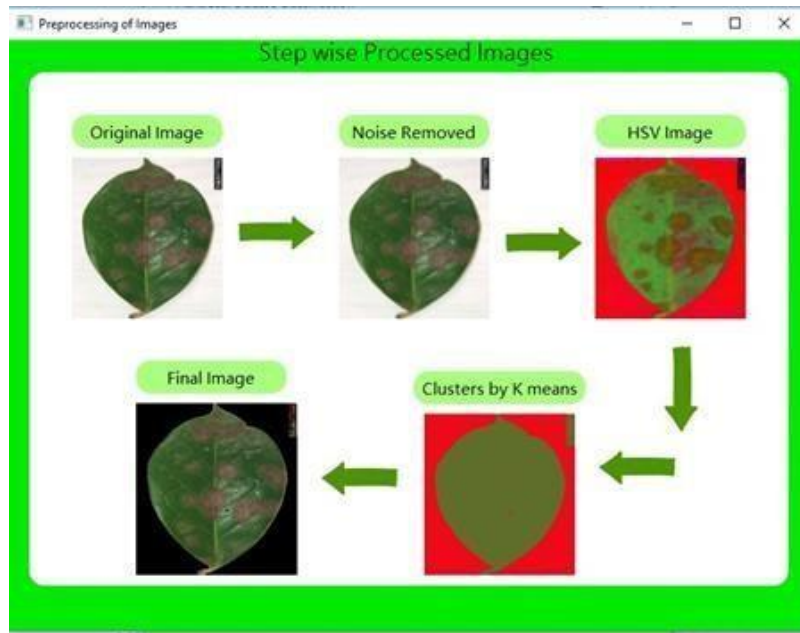 Preprocessing of Images
Step wise Processed Images
Original Image
Noise Removed
HSV Image
Final Image
Clusters by K means